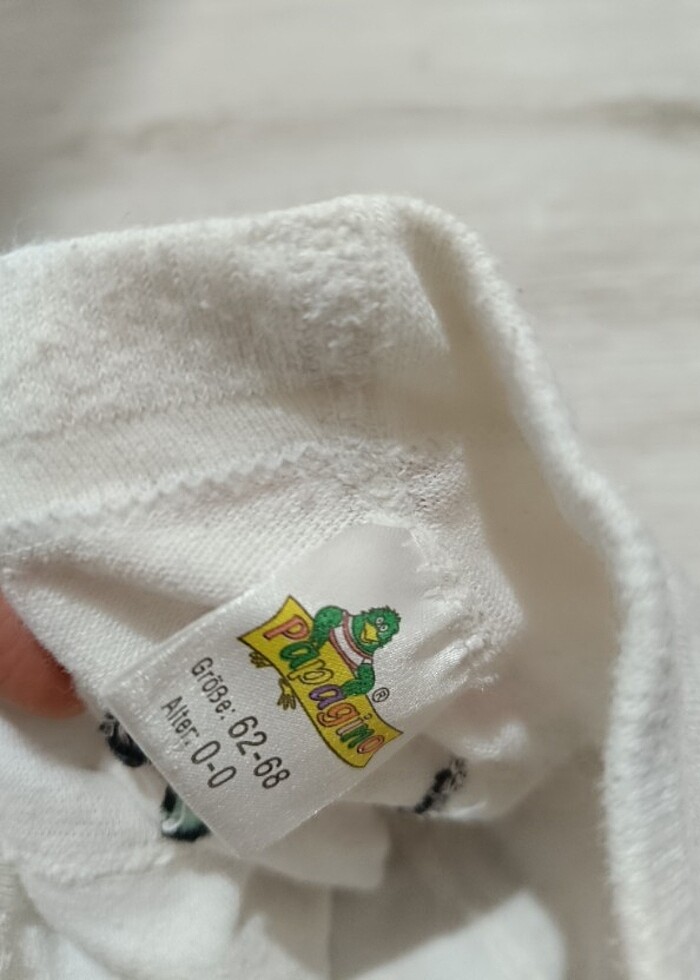 Papagino®
Größe: 62-68
Alter: 0-0